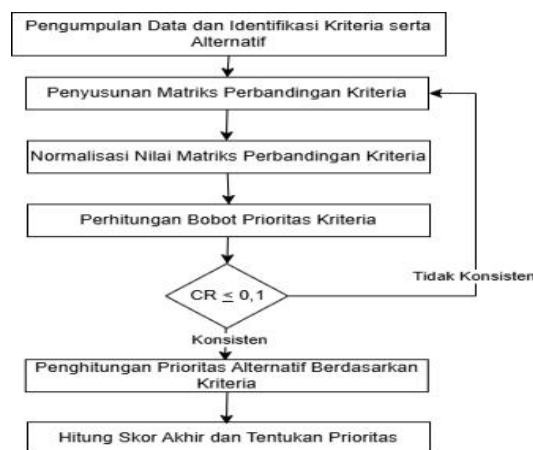 Pengumpulan Data dan Identifikasi Kriteria serta
Alternatif
Penyusunan Matriks Perbandingan Kriteria
Normalisasi Nilai Matriks Perbandingan Kriteria
Perhitungan Bobot Prioritas Kriteria
CR ≤ 0,1
Tidak Konsisten
Konsisten
Penghitungan Prioritas Alternatif Berdasarkan
Kriteria
Hitung Skor Akhir dan Tentukan Prioritas